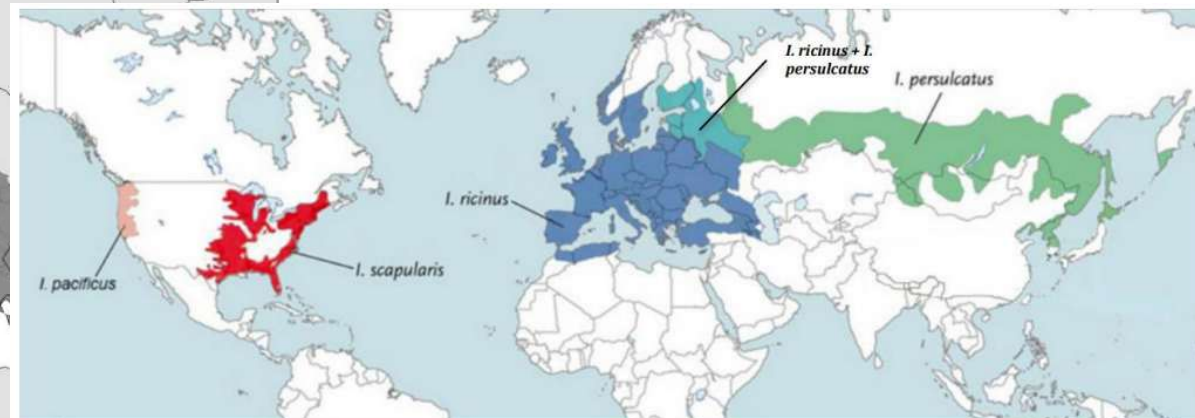 I. ricinus + I.
persulcatus
I. persulcatus
I. ricinus
I. scapularis
I. pacificus